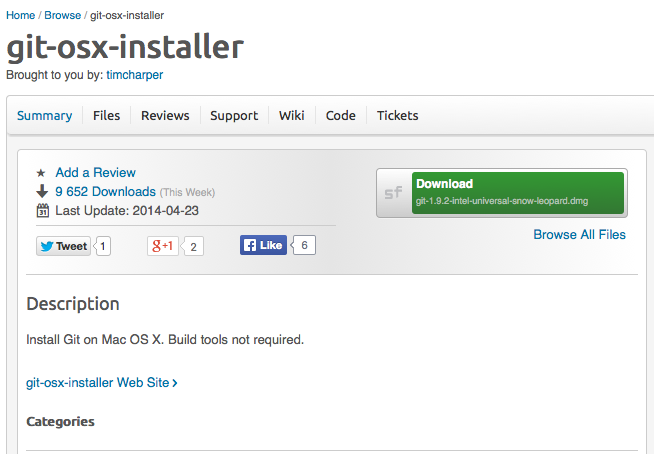 Home / Browse / git-osx-installer
git-osx-installer
Brought to you by: timcharper
Summary Files Reviews Support Wiki Code Tickets
★ Add a Review
9 652 Downloads (This Week)
31 Last Update: 2014-04-23
sf Download
git-1.9.2-intel-universal-snow-leopard.dmg
Browse All Files
Tweet 1 g+1 2 f Like 6
Description
Install Git on Mac OS X. Build tools not required.
git-osx-installer Web Site ›
Categories